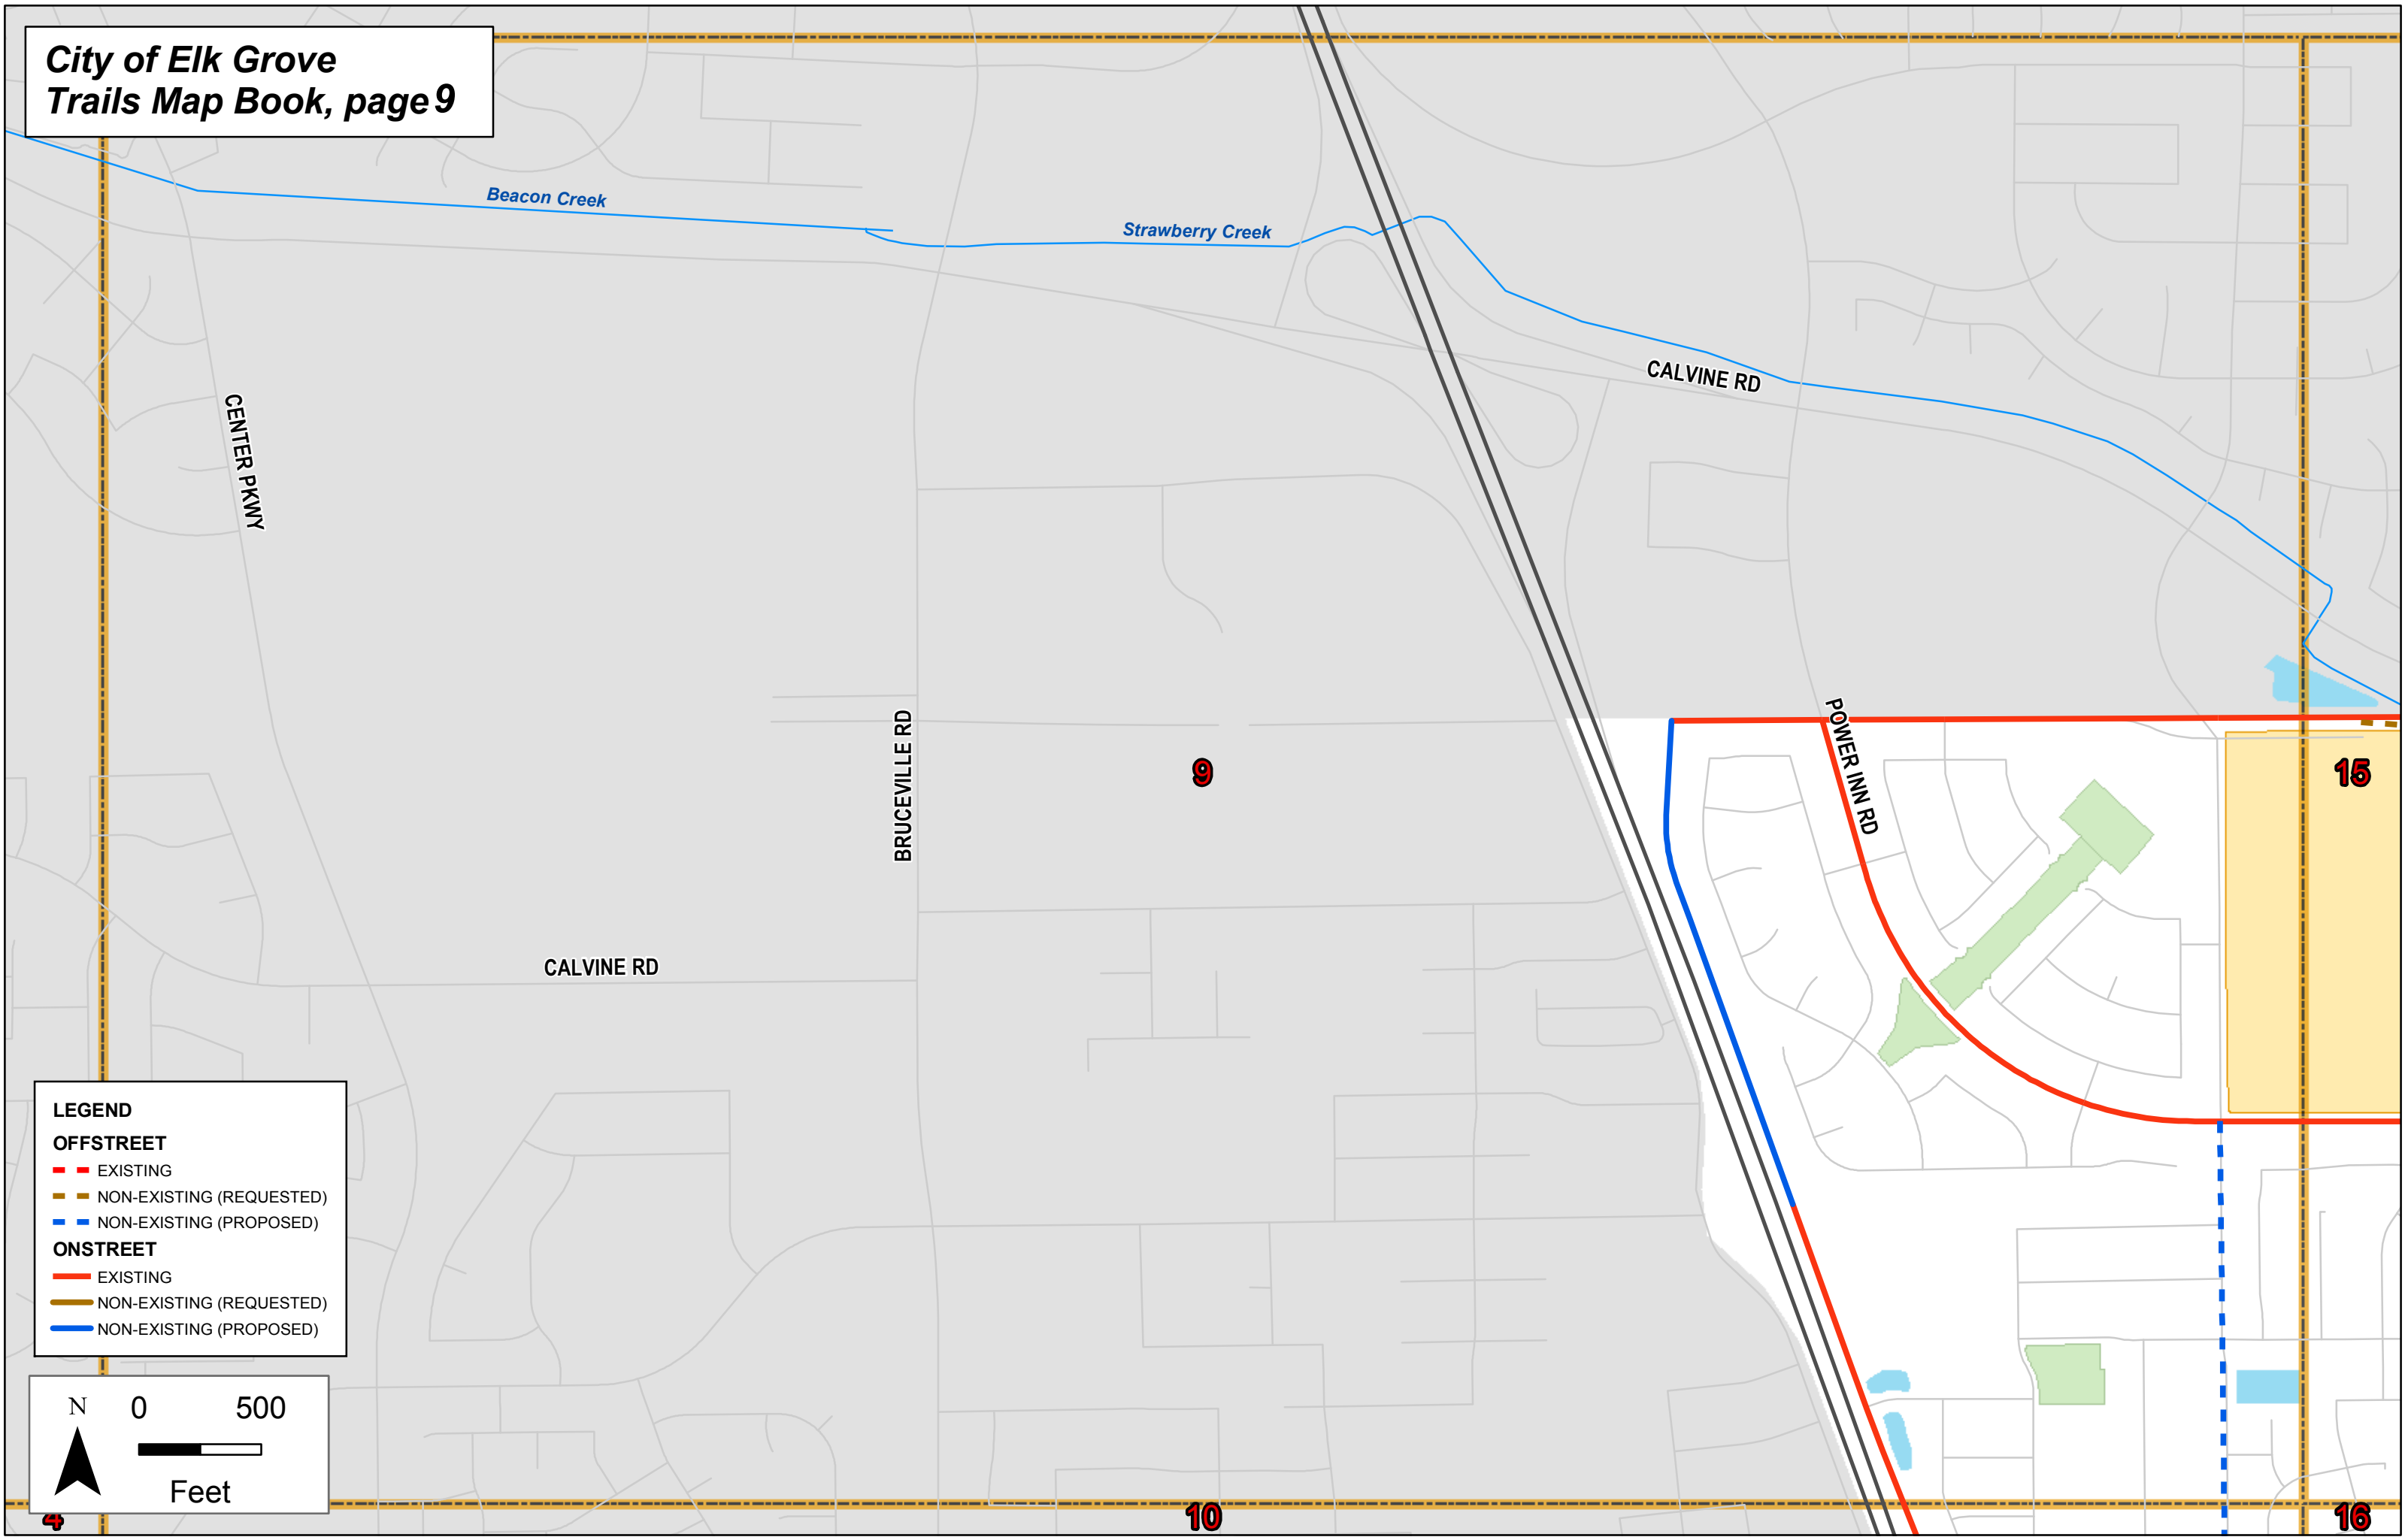 City of Elk Grove
Trails Map Book, page 9
Beacon Creek
Strawberry Creek
CALVINE RD
CENTER PKWY
BRUCEVILLE RD
POWER INN RD
9
15
CALVINE RD
LEGEND
OFFSTREET
EXISTING
NON-EXISTING (REQUESTED)
NON-EXISTING (PROPOSED)
ONSTREET
EXISTING
NON-EXISTING (REQUESTED)
NON-EXISTING (PROPOSED)
N
0 500
Feet
4
10
16